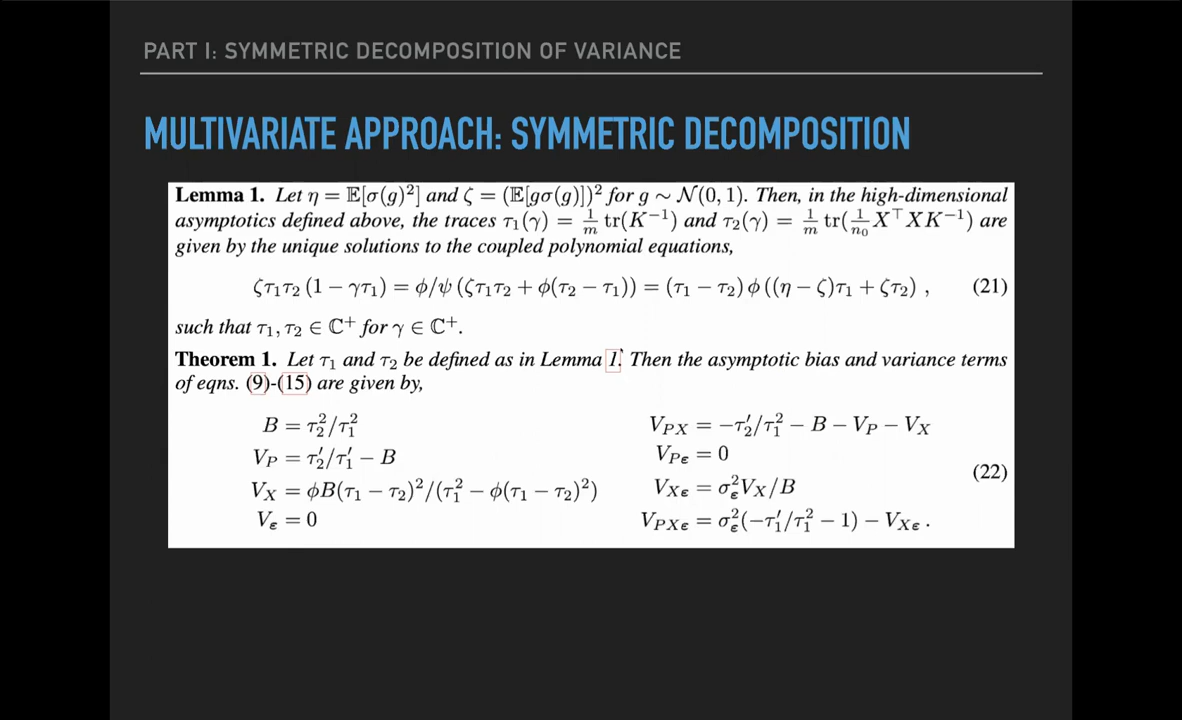 PART I: SYMMETRIC DECOMPOSITION OF VARIANCE
MULTIVARIATE APPROACH: SYMMETRIC DECOMPOSITION
Lemma 1. Let η = 𝔼[σ(g)²] and ζ = (𝔼[gσ(g)])² for g ∼ 𝒩(0, 1). Then, in the high-dimensional
asymptotics defined above, the traces τ₁(γ) = 1/m tr(K⁻¹) and τ₂(γ) = 1/m tr(1/n₀ X⊤XK⁻¹) are
given by the unique solutions to the coupled polynomial equations,
ζτ₁τ₂ (1 − γτ₁) = ϕ/ψ (ζτ₁τ₂ + ϕ(τ₂ − τ₁)) = (τ₁ − τ₂) ϕ ((η − ζ)τ₁ + ζτ₂) , (21)
such that τ₁, τ₂ ∈ ℂ⁺ for γ ∈ ℂ⁺.
Theorem 1. Let τ₁ and τ₂ be defined as in Lemma 1. Then the asymptotic bias and variance terms
of eqns. (9)-(15) are given by,
B = τ₂²/τ₁²
V_P = τ₂′/τ₁′ − B
V_X = ϕB(τ₁ − τ₂)²/(τ₁² − ϕ(τ₁ − τ₂)²)
V_ε = 0
V_PX = −τ₂′/τ₁² − B − V_P − V_X
V_Pε = 0
V_Xε = σ_ε²V_X/B
V_PXε = σ_ε²(−τ₁′/τ₁² − 1) − V_Xε .
(22)